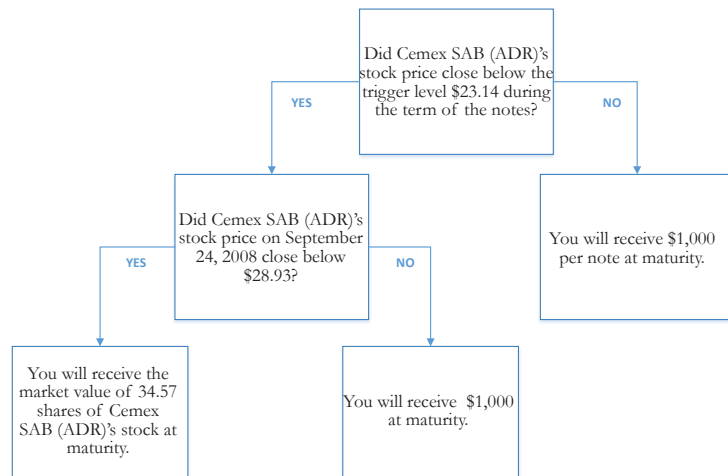 Did Cemex SAB (ADR)'s
stock price close below the
trigger level $23.14 during
the term of the notes?
YES
NO
Did Cemex SAB (ADR)'s
stock price on September
24, 2008 close below
$28.93?
You will receive $1,000
per note at maturity.
YES
NO
You will receive the
market value of 34.57
shares of Cemex
SAB (ADR)'s stock at
maturity.
You will receive $1,000
at maturity.